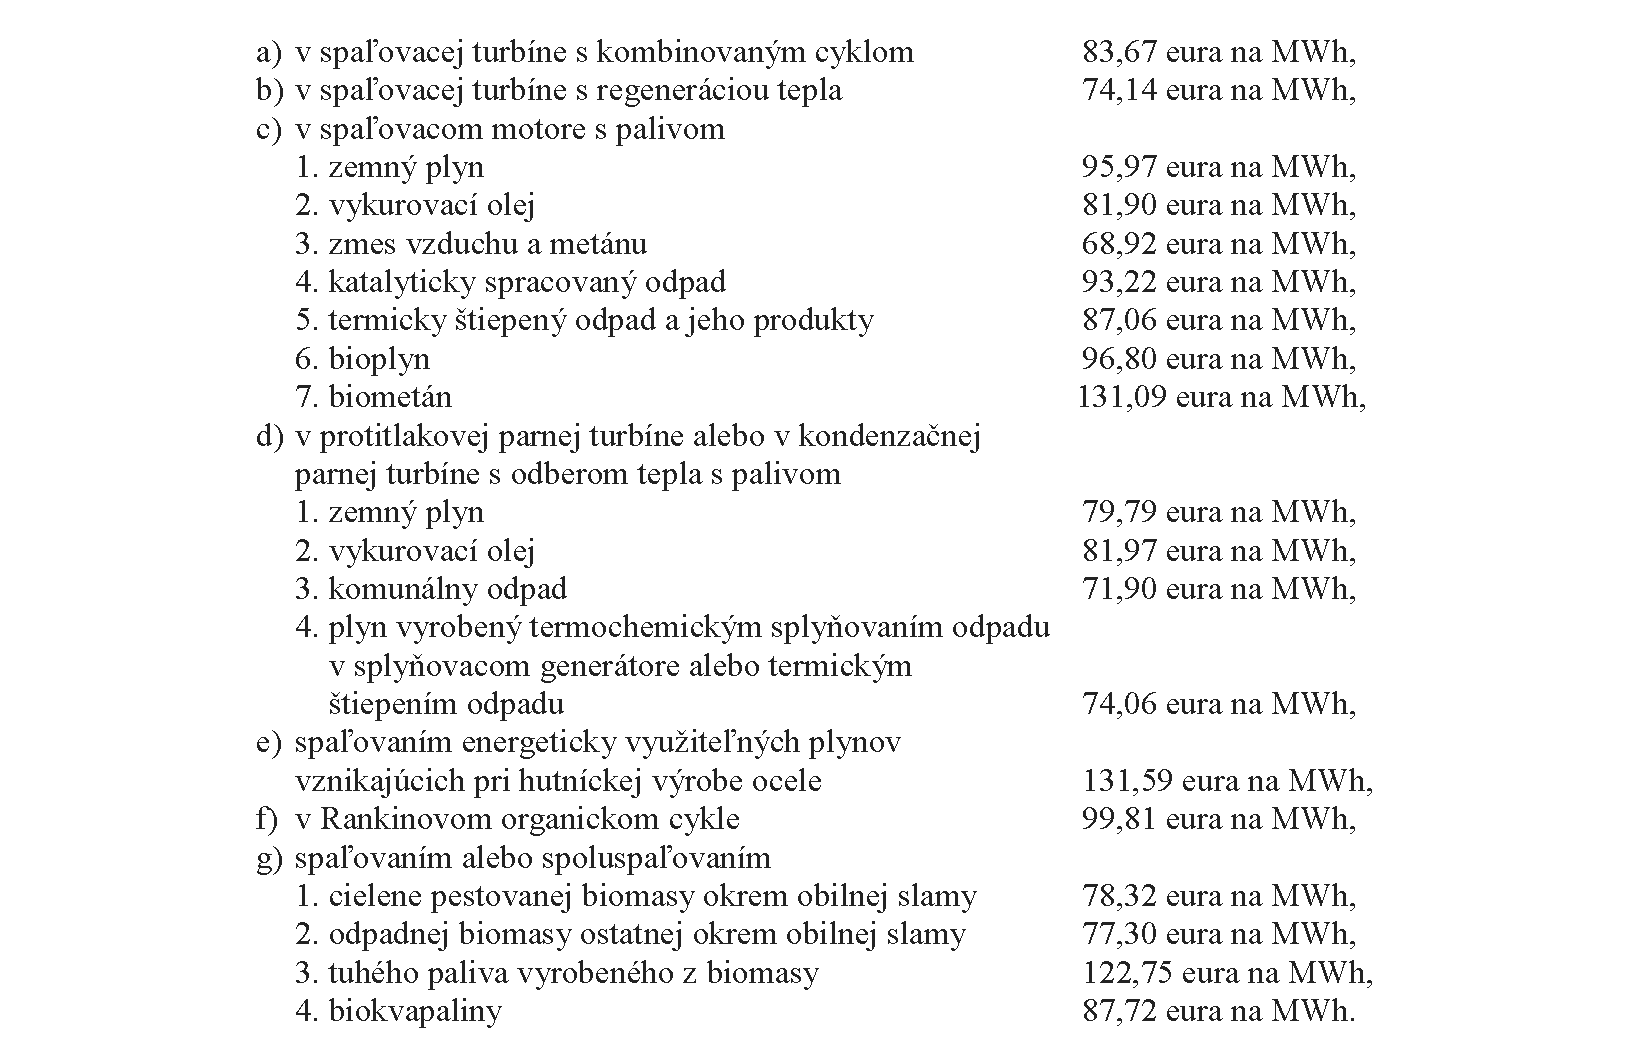 a) v spaľovacej turbíne s kombinovaným cyklom 83,67 eura na MWh,
b) v spaľovacej turbíne s regeneráciou tepla 74,14 eura na MWh,
c) v spaľovacom motore s palivom
1. zemný plyn 95,97 eura na MWh,
2. vykurovací olej 81,90 eura na MWh,
3. zmes vzduchu a metánu 68,92 eura na MWh,
4. katalyticky spracovaný odpad 93,22 eura na MWh,
5. termicky štiepený odpad a jeho produkty 87,06 eura na MWh,
6. bioplyn 96,80 eura na MWh,
7. biometán 131,09 eura na MWh,
d) v protitlakovej parnej turbíne alebo v kondenzačnej
parnej turbíne s odberom tepla s palivom
1. zemný plyn 79,79 eura na MWh,
2. vykurovací olej 81,97 eura na MWh,
3. komunálny odpad 71,90 eura na MWh,
4. plyn vyrobený termochemickým splyňovaním odpadu
v splyňovacom generátore alebo termickým
štiepením odpadu 74,06 eura na MWh,
e) spaľovaním energeticky využiteľných plynov
vznikajúcich pri hutníckej výrobe ocele 131,59 eura na MWh,
f) v Rankinovom organickom cykle 99,81 eura na MWh,
g) spaľovaním alebo spoluspaľovaním
1. cielene pestovanej biomasy okrem obilnej slamy 78,32 eura na MWh,
2. odpadnej biomasy ostatnej okrem obilnej slamy 77,30 eura na MWh,
3. tuhého paliva vyrobeného z biomasy 122,75 eura na MWh,
4. biokvapaliny 87,72 eura na MWh.